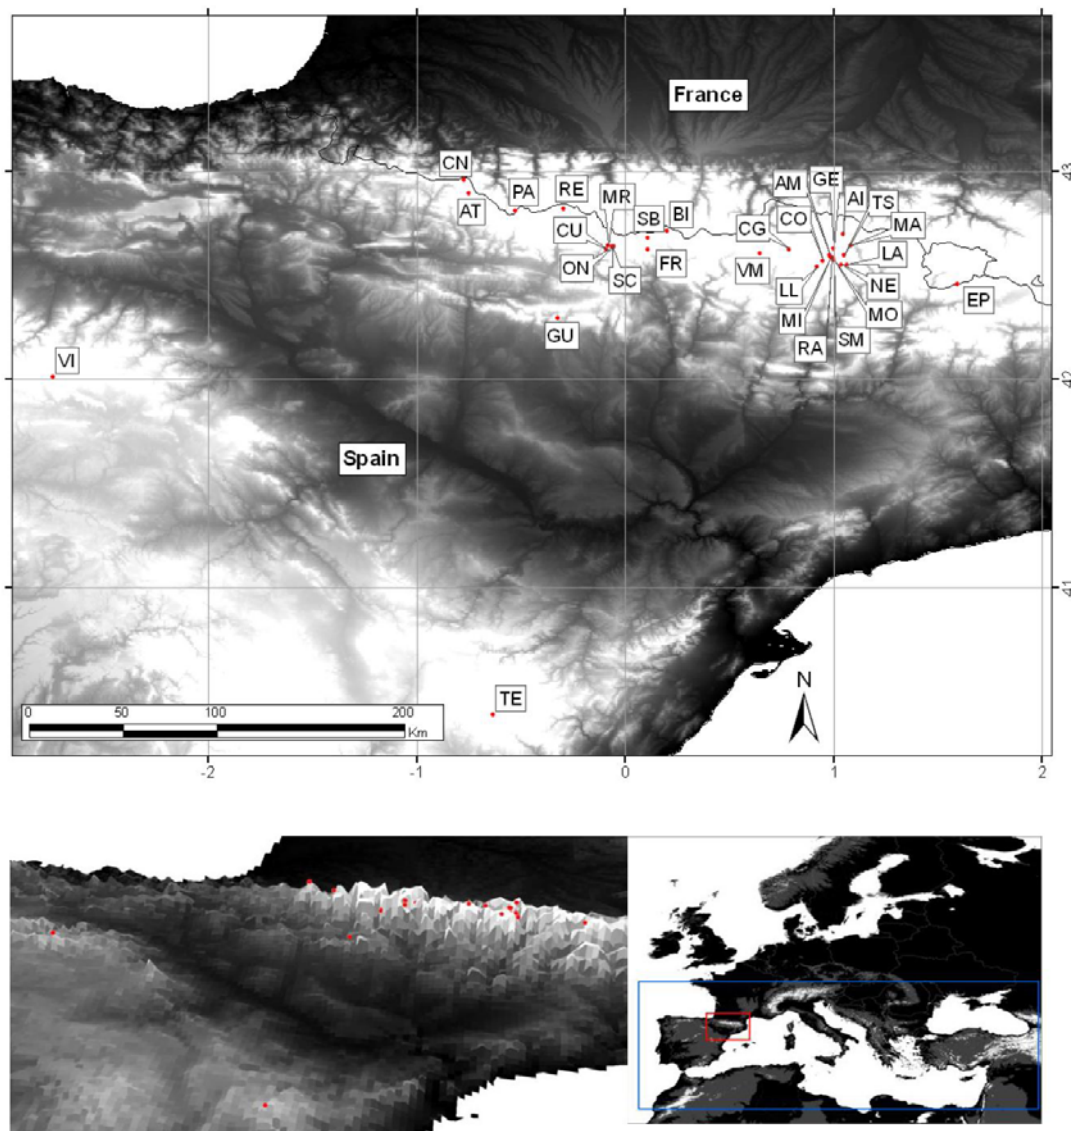 France
CN
GE
AM
MR
AI
PA
RE
TS
SB
BI
AT
CO
MA
CU
CG
LA
ON
SC
FR
VM
LL
NE
EP
MI
MO
GU
RA
SM
VI
Spain
TE
N
0
50
100
200
Km
43
42
41
-2
-1
0
1
2